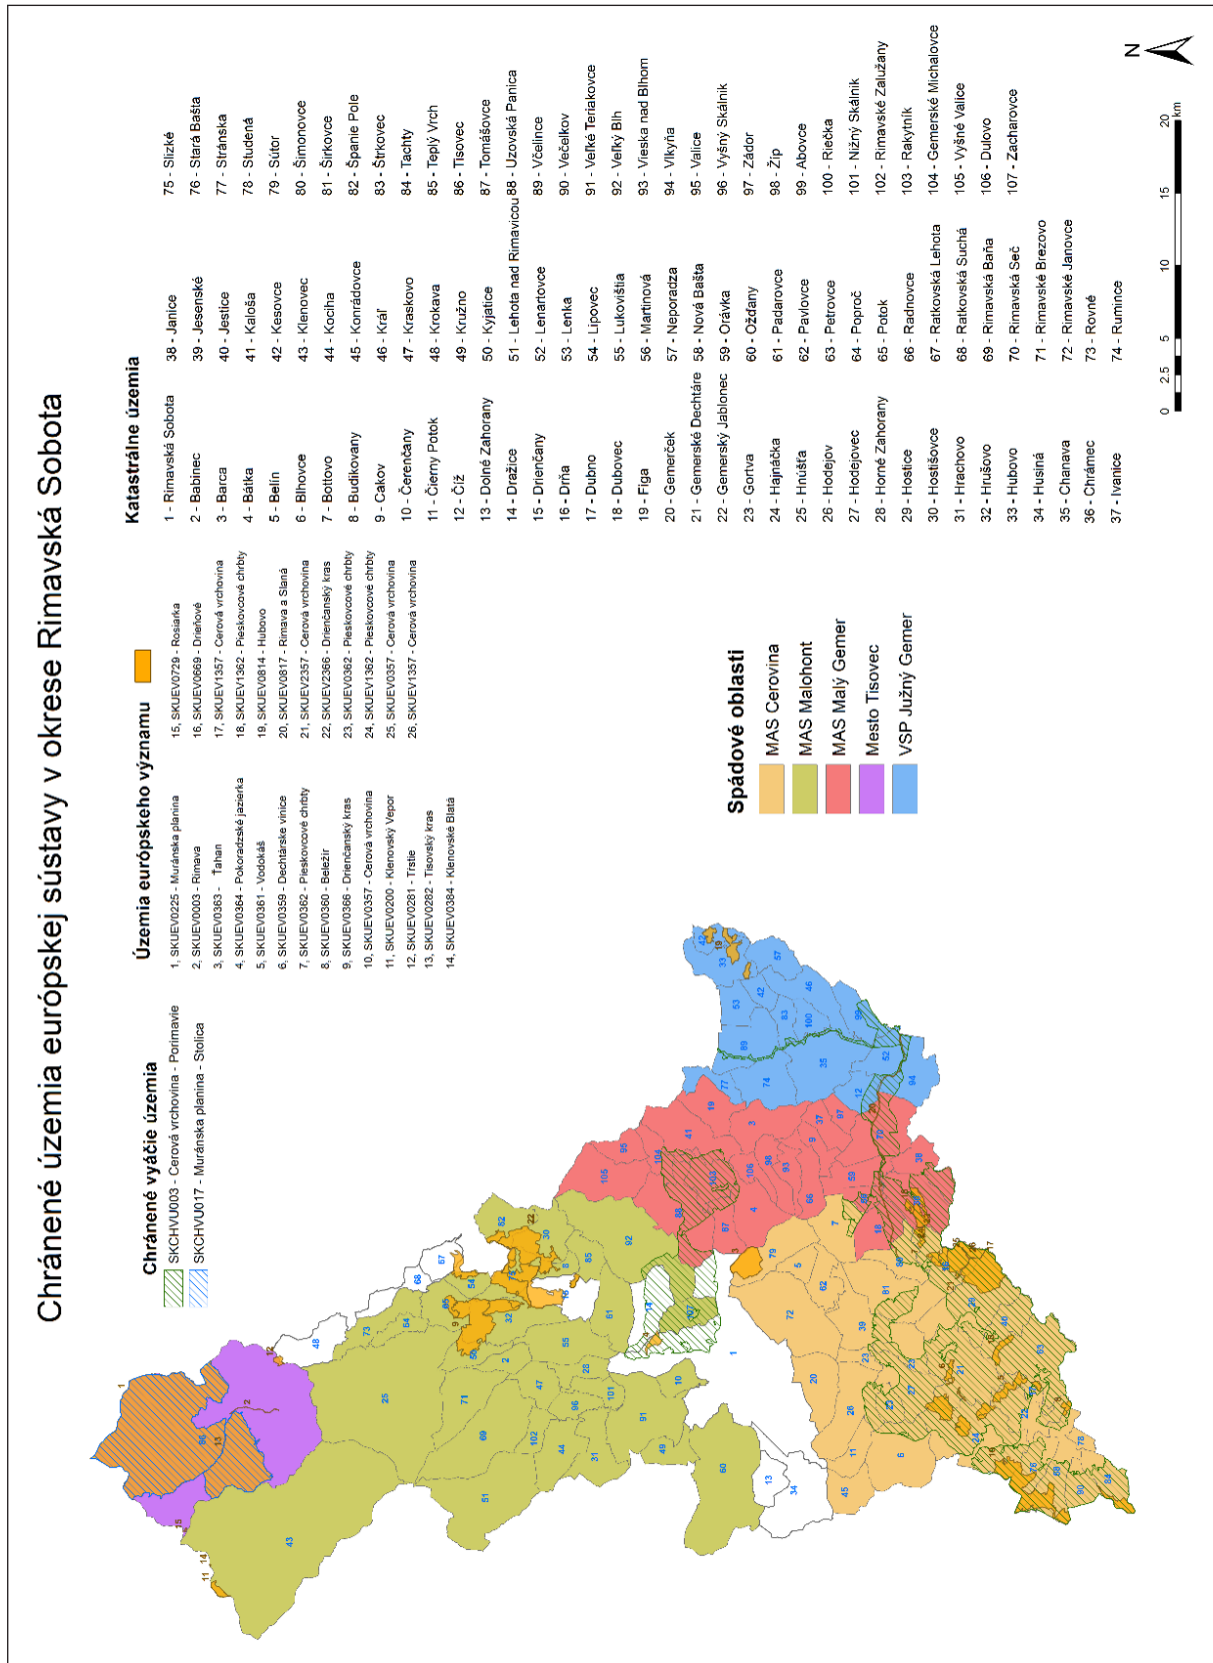 Chránené územia európskej sústavy v okrese Rimavská Sobota
Chránené vyáčie územia
SKCHVU003 - Cerová vrchovina - Porimavie
SKCHVU017 - Muránska planina - Stolica
Územia európskeho významu
1, SKUEV0225 - Muránska planina
2, SKUEV0003 - Rimava
3, SKUEV0363 - Ťahan
4, SKUEV0364 - Pokoradzské jazierka
5, SKUEV0361 - Vodokáš
6, SKUEV0359 - Dechtárske vinice
7, SKUEV0362 - Pieskovcové chrbty
8, SKUEV0360 - Beležír
9, SKUEV0366 - Drienčanský kras
10, SKUEV0357 - Cerová vrchovina
11, SKUEV0200 - Klenovský Vepor
12, SKUEV0281 - Tŕstie
13, SKUEV0282 - Tisovský kras
14, SKUEV0384 - Klenovské Blatá
15, SKUEV0729 - Rosiarka
16, SKUEV0669 - Drieňové
17, SKUEV1357 - Cerová vrchovina
18, SKUEV1362 - Pieskovcové chrbty
19, SKUEV0814 - Hubovo
20, SKUEV0817 - Rimava a Slaná
21, SKUEV2357 - Cerová vrchovina
22, SKUEV2366 - Drienčanský kras
23, SKUEV0362 - Pieskovcové chrbty
24, SKUEV1362 - Pieskovcové chrbty
25, SKUEV0357 - Cerová vrchovina
26, SKUEV1357 - Cerová vrchovina
Katastrálne územia
1 - Rimavská Sobota
2 - Babinec
3 - Barca
4 - Bátka
5 - Belín
6 - Blhovce
7 - Bottovo
8 - Budikovany
9 - Cakov
10 - Čerenčany
11 - Čierny Potok
12 - Číž
13 - Dolné Zahorany
14 - Dražice
15 - Drienčany
16 - Drňa
17 - Dubno
18 - Dubovec
19 - Figa
20 - Gemerček
21 - Gemerské Dechtáre
22 - Gemerský Jablonec
23 - Gortva
24 - Hajnáčka
25 - Hnúšťa
26 - Hodejov
27 - Hodejovec
28 - Horné Zahorany
29 - Hostice
30 - Hostišovce
31 - Hrachovo
32 - Hrušovo
33 - Hubovo
34 - Husiná
35 - Chanava
36 - Chrámec
37 - Ivanice
38 - Janice
39 - Jesenské
40 - Jestice
41 - Kaloša
42 - Kesovce
43 - Klenovec
44 - Kociha
45 - Konrádovce
46 - Kráľ
47 - Kraskovo
48 - Krokava
49 - Kružno
50 - Kyjatice
51 - Lehota nad Rimavicou
52 - Lenartovce
53 - Lenka
54 - Lipovec
55 - Lukovištia
56 - Martinová
57 - Neporadza
58 - Nová Bašta
59 - Orávka
60 - Ožďany
61 - Padarovce
62 - Pavlovce
63 - Petrovce
64 - Poproč
65 - Potok
66 - Radnovce
67 - Ratkovská Lehota
68 - Ratkovská Suchá
69 - Rimavská Baňa
70 - Rimavská Seč
71 - Rimavské Brezovo
72 - Rimavské Janovce
73 - Rovné
74 - Rumince
75 - Slizké
76 - Stará Bašta
77 - Stránska
78 - Studená
79 - Sútor
80 - Šimonovce
81 - Širkovce
82 - Španie Pole
83 - Štrkovec
84 - Tachty
85 - Teplý Vrch
86 - Tisovec
87 - Tomášovce
88 - Uzovská Panica
89 - Včelince
90 - Večelkov
91 - Veľké Teriakovce
92 - Veľký Blh
93 - Vieska nad Blhom
94 - Vlkyňa
95 - Valice
96 - Vyšný Skálnik
97 - Zádor
98 - Žíp
99 - Abovce
100 - Riečka
101 - Nižný Skálnik
102 - Rimavské Zalužany
103 - Rakytník
104 - Gemerské Michalovce
105 - Vyšné Valice
106 - Dulovo
107 - Zacharovce
Spádové oblasti
MAS Cerovina
MAS Malohont
MAS Malý Gemer
Mesto Tisovec
VSP Južný Gemer
0 2.5 5 10 15 20
km
N